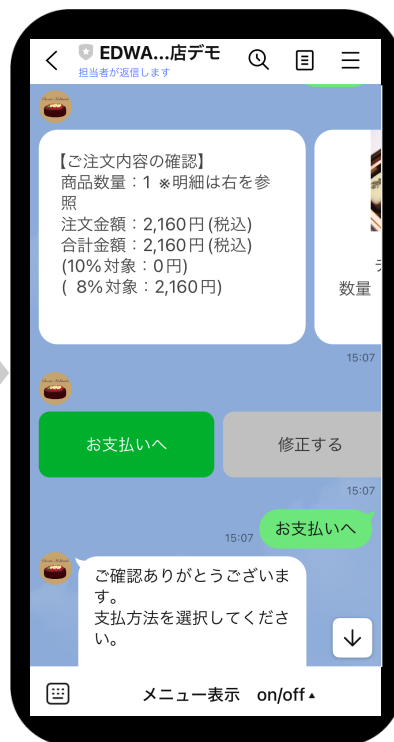 EDWA...店デモ
担当者が返信します
【ご注文内容の確認】
商品数量：1 ※明細は右を参
照
注文金額：2,160円(税込)
合計金額：2,160円(税込)
(10%対象：0円)
( 8%対象：2,160円)
数量
15:07
お支払いへ
修正する
15:07
15:07
お支払いへ
ご確認ありがとうございま
す。
支払方法を選択してくださ
い。
メニュー表示 on/off▲